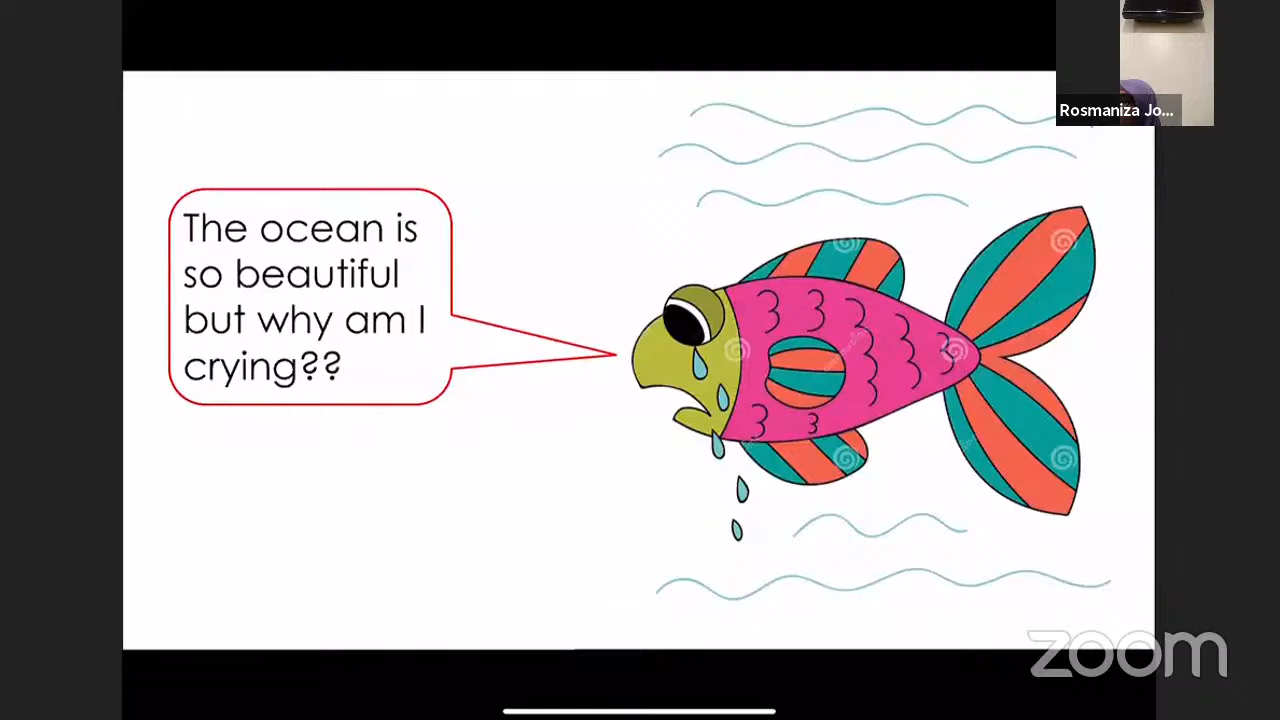 Rosmaniza Jo...
The ocean is
so beautiful
but why am I
crying??
zoom